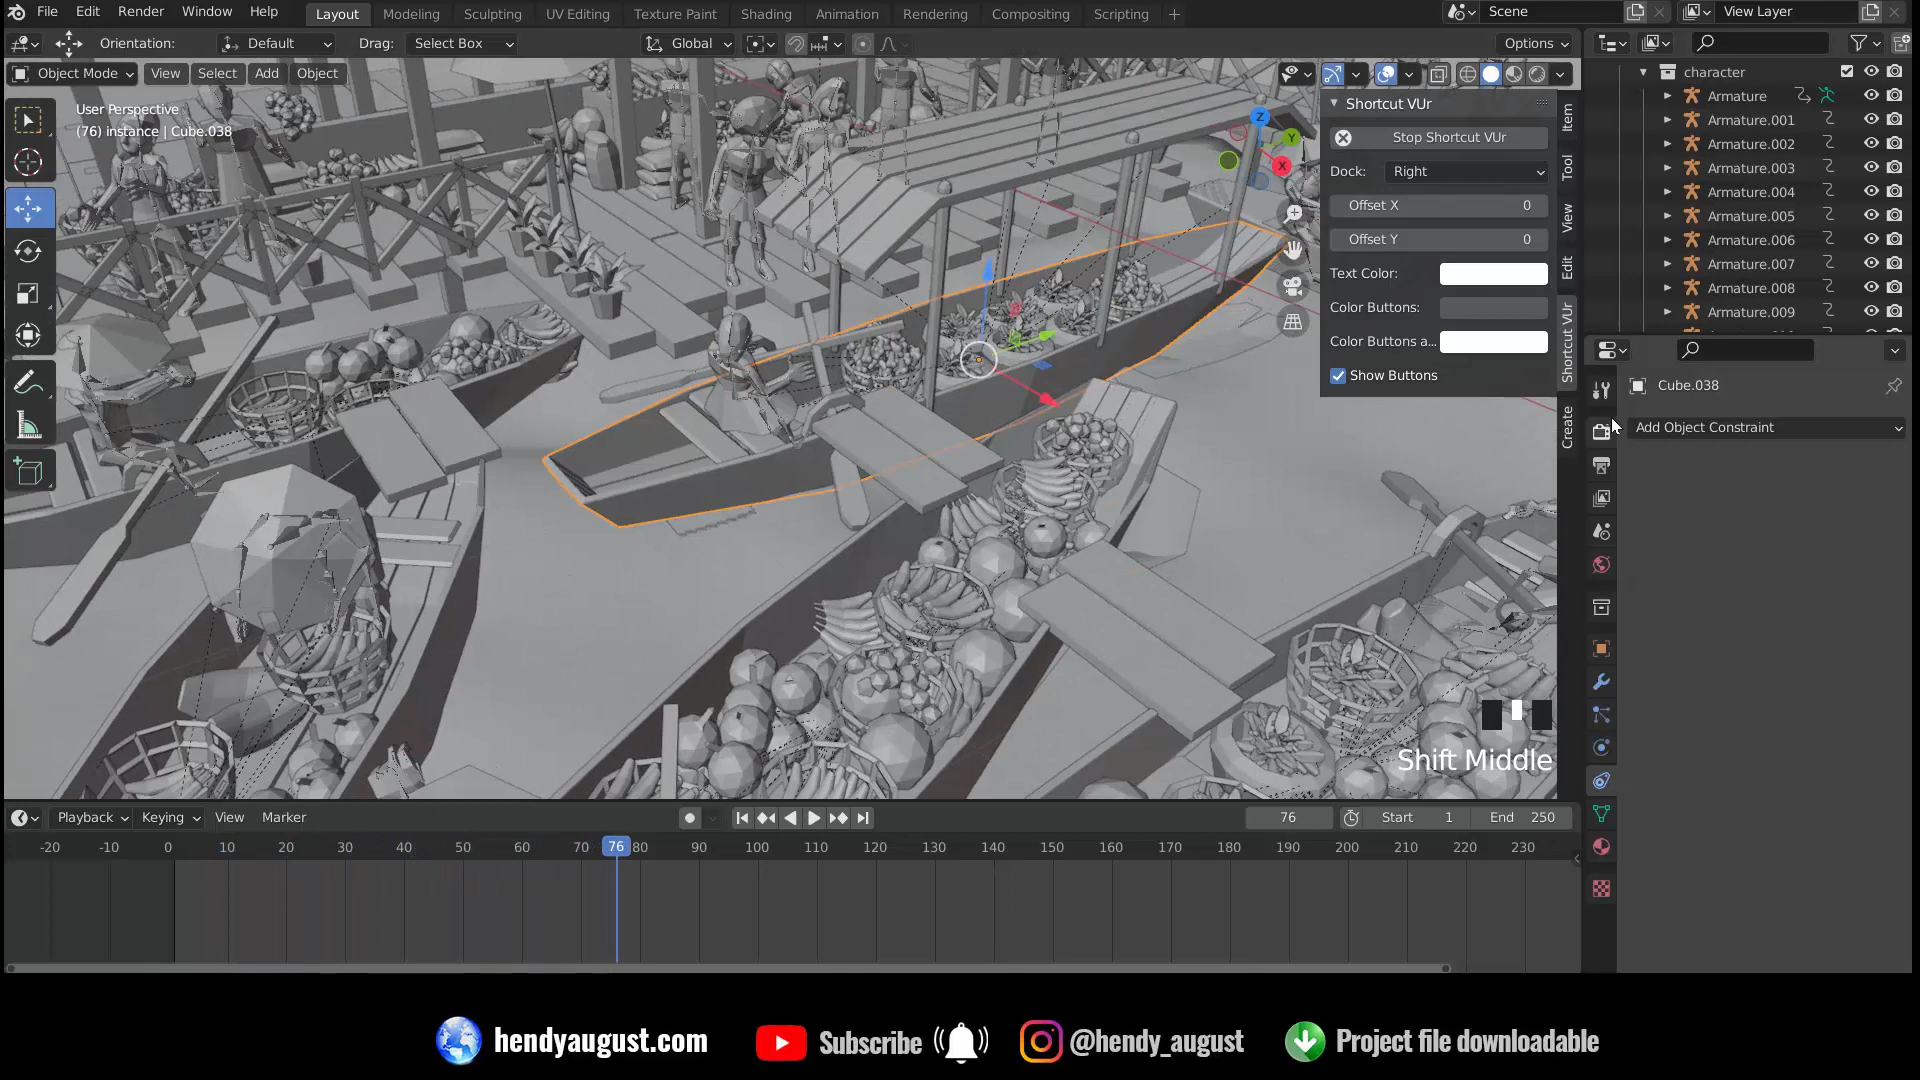 File Edit Render Window Help Layout Modeling Sculpting UV Editing Texture Paint Shading Animation Rendering Compositing Scripting + Scene View Layer
Orientation: Default Drag: Select Box Global Options
Object Mode View Select Add Object
User Perspective
(76) instance | Cube.038
Shortcut VUr
Stop Shortcut VUr
Dock: Right
Offset X 0
Offset Y 0
Text Color:
Color Buttons:
Color Buttons a...
Show Buttons
Item
Tool
View
Edit
Shortcut VUr
Create
Z
Y
X
character
Armature
Armature.001
Armature.002
Armature.003
Armature.004
Armature.005
Armature.006
Armature.007
Armature.008
Armature.009
Cube.038
Add Object Constraint
Shift Middle
Playback Keying View Marker 76 Start 1 End 250
-20 -10 0 10 20 30 40 50 60 70 76 80 90 100 110 120 130 140 150 160 170 180 190 200 210 220 230
hendyaugust.com Subscribe @hendy_august Project file downloadable